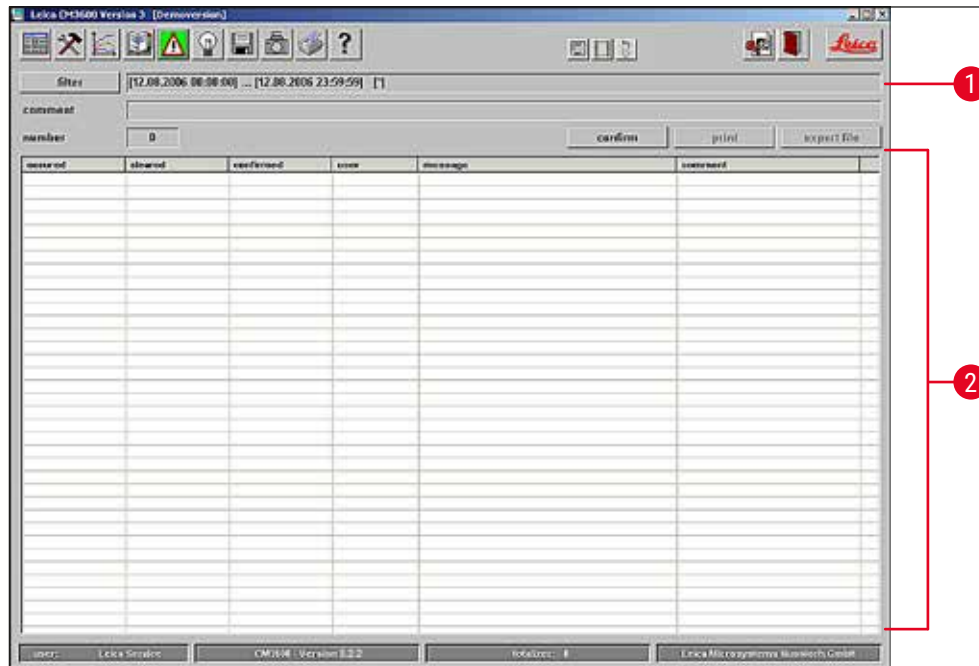 Leica CM3600 Version 3 [Demoversion]
?
Leica
filter [12.08.2006 00:00:00] ... [12.08.2006 23:59:59] [*]
1
comment
number 0 confirm print export file
occured cleared confirmed user message comment
2
user: Leica Service CM3600 - Version 3.2.2 totalizer: 0 Leica Microsystems Nussloch GmbH